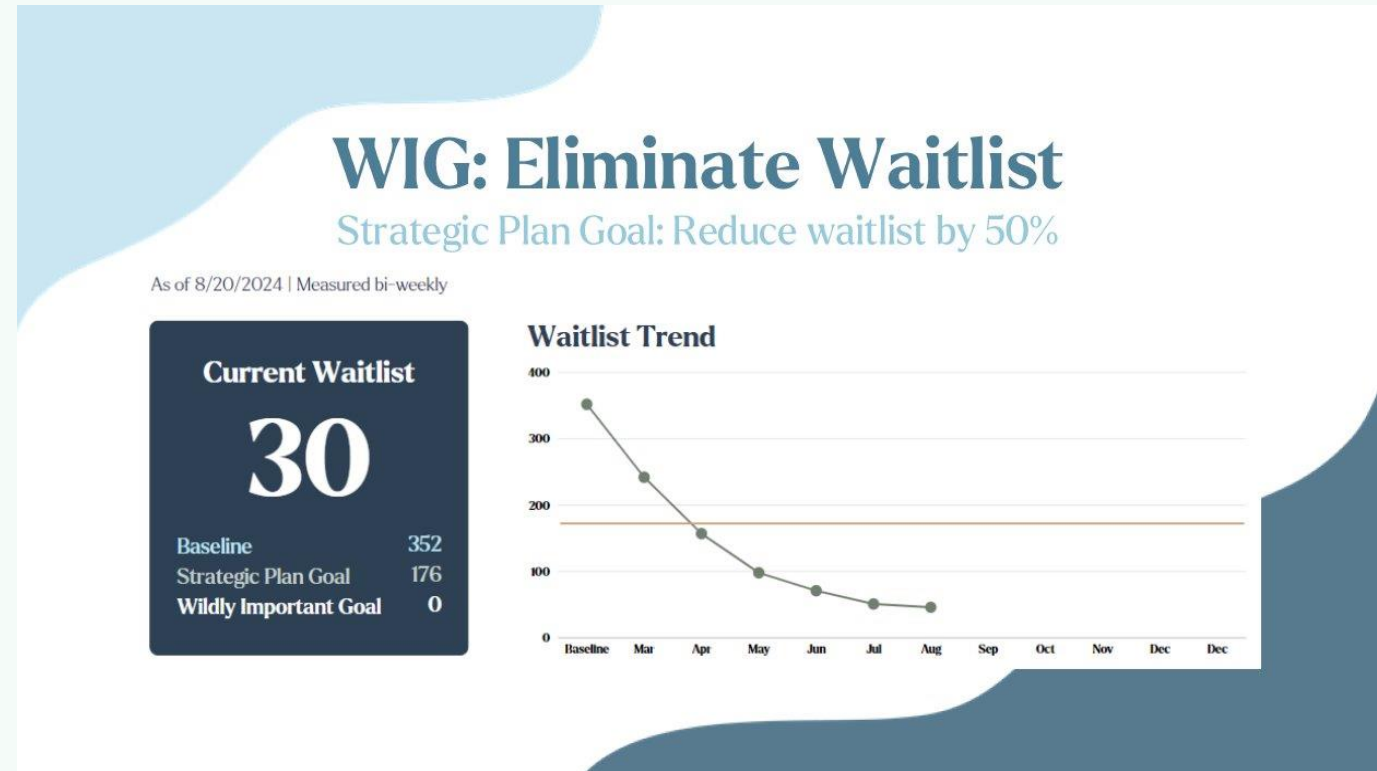 WIG: Eliminate Waitlist
Strategic Plan Goal: Reduce waitlist by 50%
As of 8/20/2024 | Measured bi-weekly
Current Waitlist
30
Baseline 352
Strategic Plan Goal 176
Wildly Important Goal 0
Waitlist Trend
400
300
200
100
0
Baseline Mar Apr May Jun Jul Aug Sep Oct Nov Dec Dec